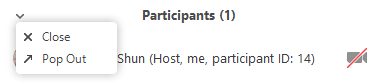 Participants (1)
Close
Pop Out
Shun (Host, me, participant ID: 14)